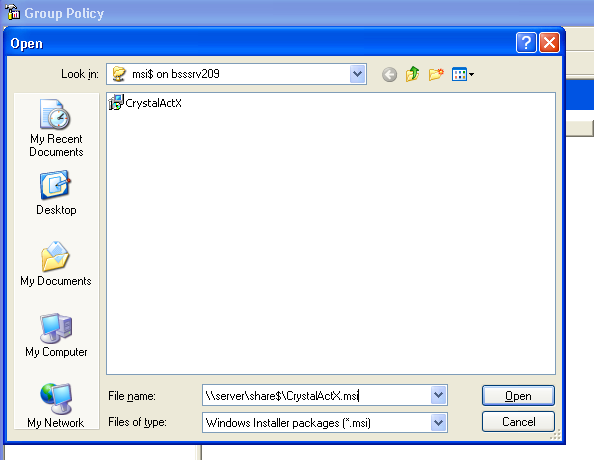 Group Policy
Open
Look in:
msi$ on bsssrv209
CrystalActX
My Recent
Documents
Desktop
My Documents
My Computer
My Network
File name:
\\server\share$\CrystalActX.msi
Open
Files of type:
Windows Installer packages (*.msi)
Cancel